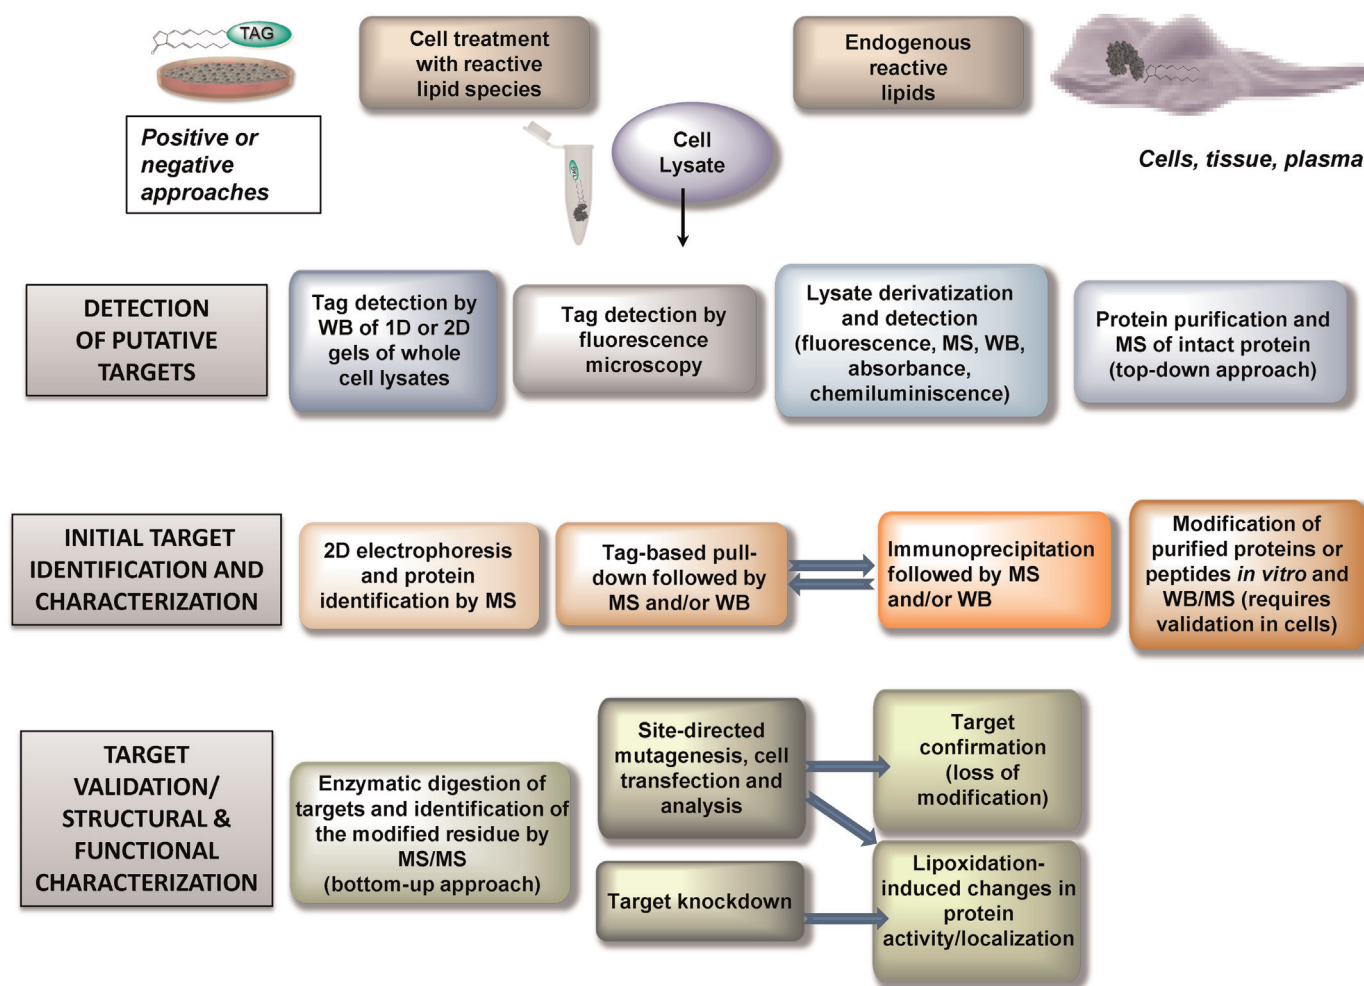 TAG
Cell treatment
with reactive
lipid species
Endogenous
reactive
lipids
Positive or
negative
approaches
Cell
Lysate
Cells, tissue, plasma
DETECTION
OF PUTATIVE
TARGETS
Tag detection by
WB of 1D or 2D
gels of whole
cell lysates
Tag detection by
fluorescence
microscopy
Lysate derivatization
and detection
(fluorescence, MS, WB,
absorbance,
chemiluminiscence)
Protein purification and
MS of intact protein
(top-down approach)
INITIAL TARGET
IDENTIFICATION AND
CHARACTERIZATION
2D electrophoresis
and protein
identification by MS
Tag-based pull-
down followed by
MS and/or WB
Immunoprecipitation
followed by MS
and/or WB
Modification of
purified proteins or
peptides in vitro and
WB/MS (requires
validation in cells)
TARGET
VALIDATION/
STRUCTURAL &
FUNCTIONAL
CHARACTERIZATION
Enzymatic digestion of
targets and identification of
the modified residue by
MS/MS
(bottom-up approach)
Site-directed
mutagenesis, cell
transfection and
analysis
Target
confirmation
(loss of
modification)
Target knockdown
Lipoxidation-
induced changes in
protein
activity/localization